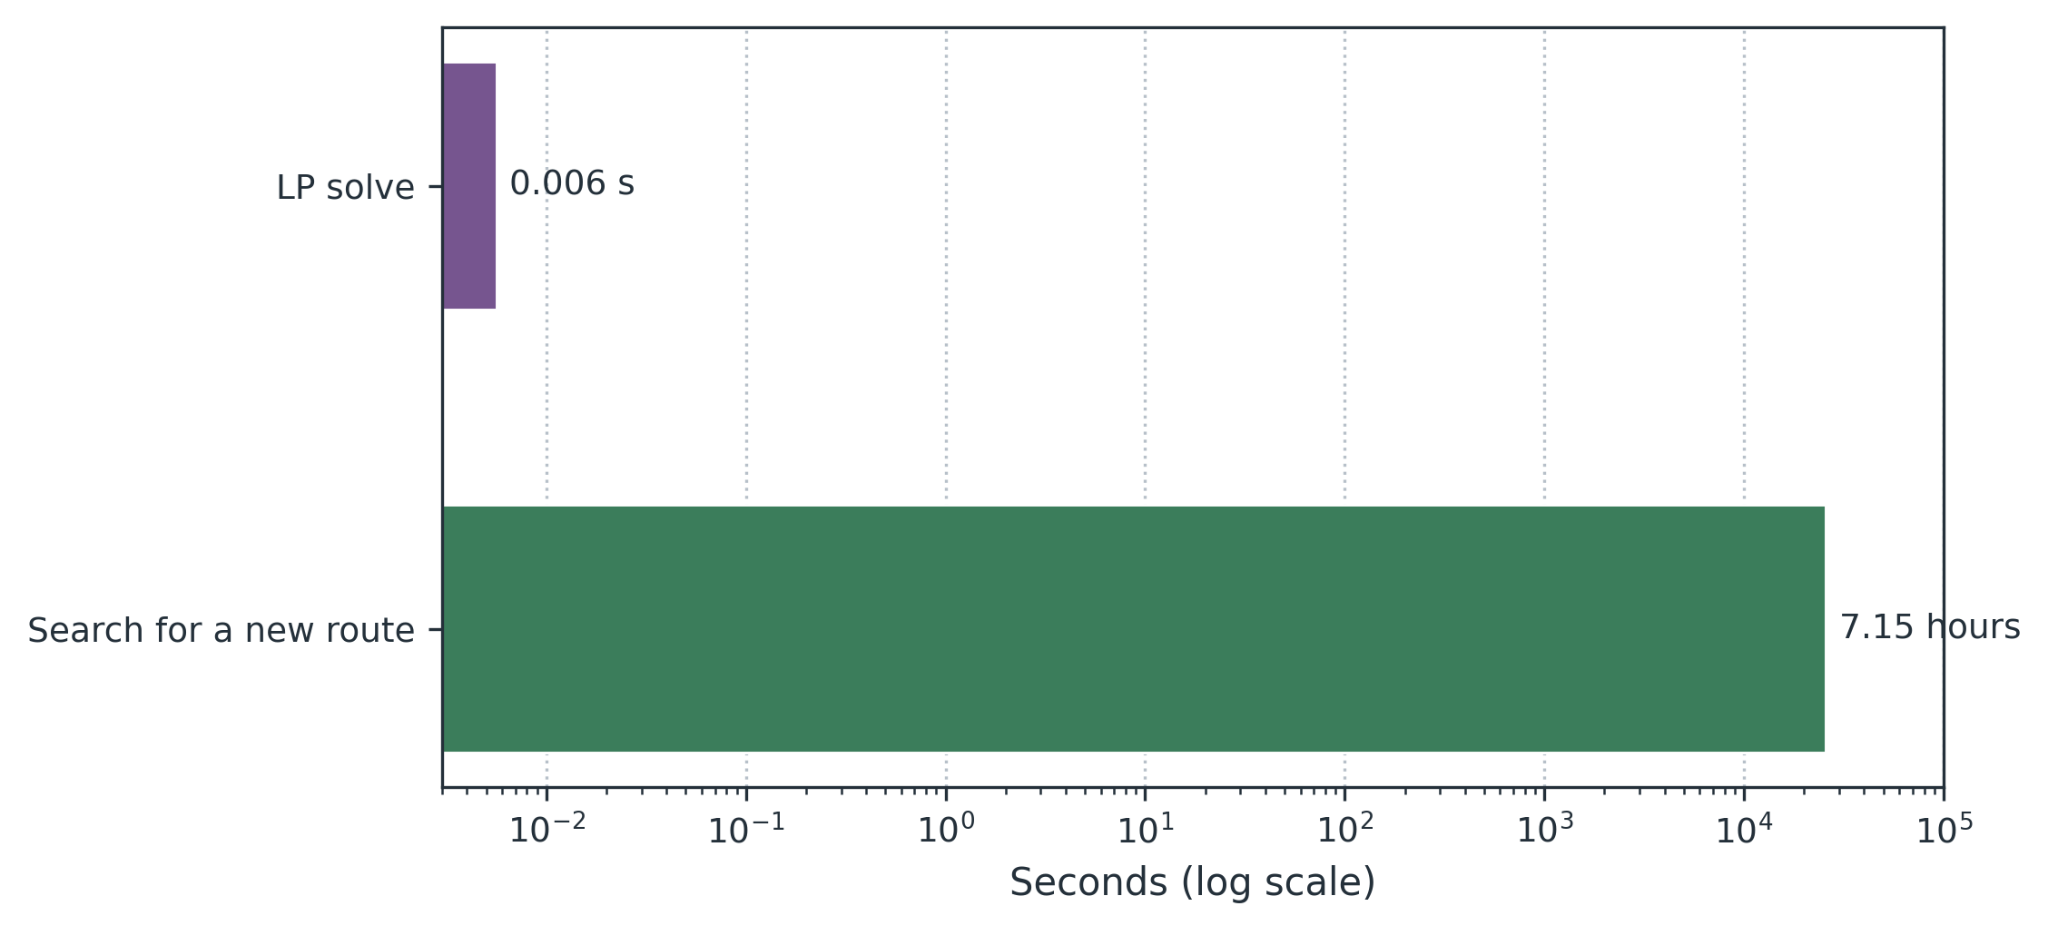 LP solve
0.006 s
Search for a new route
7.15 hours
10⁻² 10⁻¹ 10⁰ 10¹ 10² 10³ 10⁴ 10⁵
Seconds (log scale)